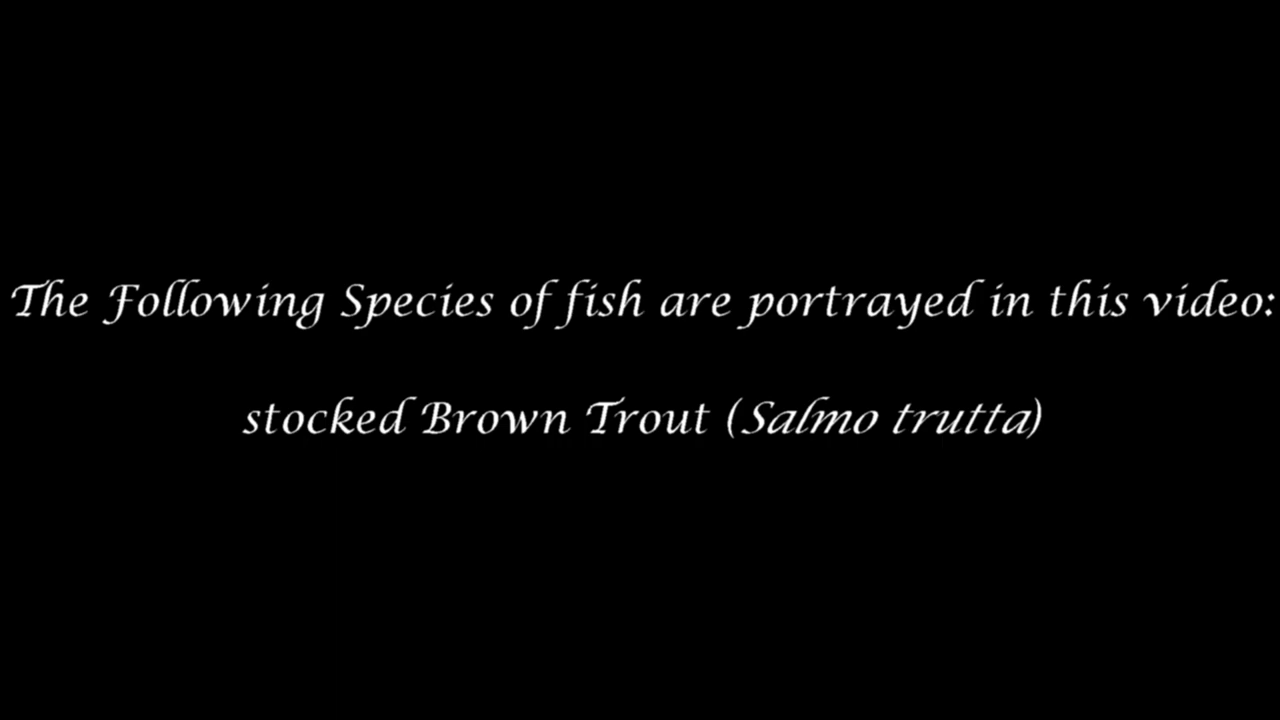 The Following Species of fish are portrayed in this video:
stocked Brown Trout (Salmo trutta)